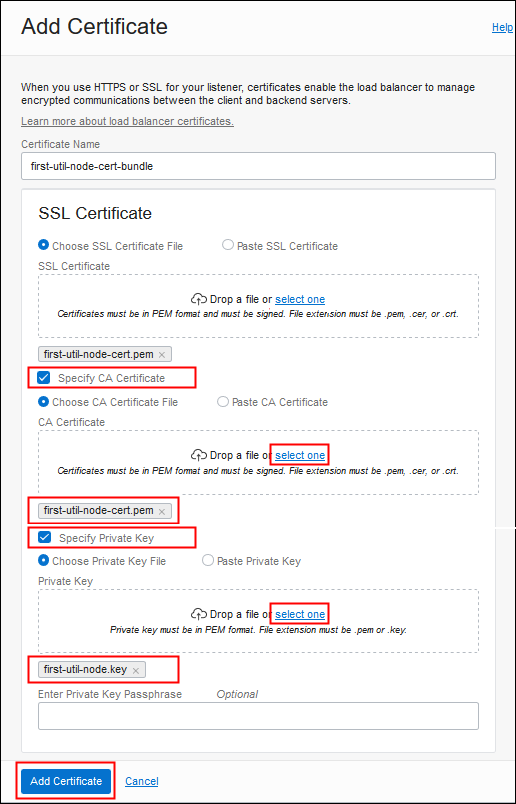 Add Certificate
Help
When you use HTTPS or SSL for your listener, certificates enable the load balancer to manage
encrypted communications between the client and backend servers.
Learn more about load balancer certificates.
Certificate Name
first-util-node-cert-bundle
SSL Certificate
Choose SSL Certificate File Paste SSL Certificate
SSL Certificate
Drop a file or select one
Certificates must be in PEM format and must be signed. File extension must be .pem, .cer, or .crt.
first-util-node-cert.pem ×
Specify CA Certificate
Choose CA Certificate File Paste CA Certificate
CA Certificate
Drop a file or select one
Certificates must be in PEM format and must be signed. File extension must be .pem, .cer, or .crt.
first-util-node-cert.pem ×
Specify Private Key
Choose Private Key File Paste Private Key
Private Key
Drop a file or select one
Private key must be in PEM format. File extension must be .pem or .key.
first-util-node.key ×
Enter Private Key Passphrase Optional
Add Certificate Cancel